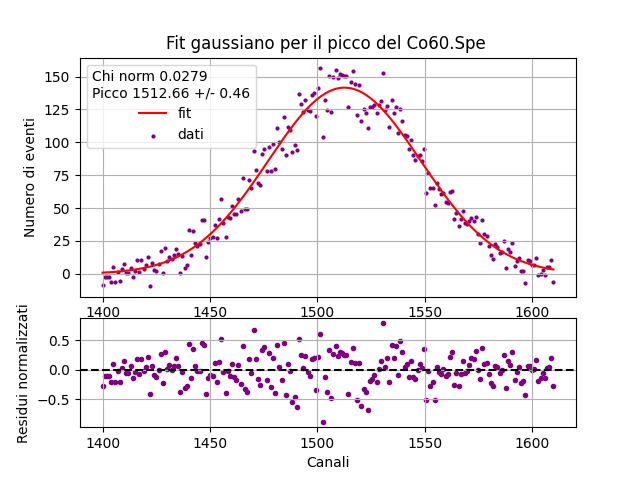 Fit gaussiano per il picco del Co60.Spe
Chi norm 0.0279
Picco 1512.66 +/- 0.46
fit
dati
Numero di eventi
150
125
100
75
50
25
0
1400 1450 1500 1550 1600
Residui normalizzati
0.5
0.0
−0.5
1400 1450 1500 1550 1600
Canali